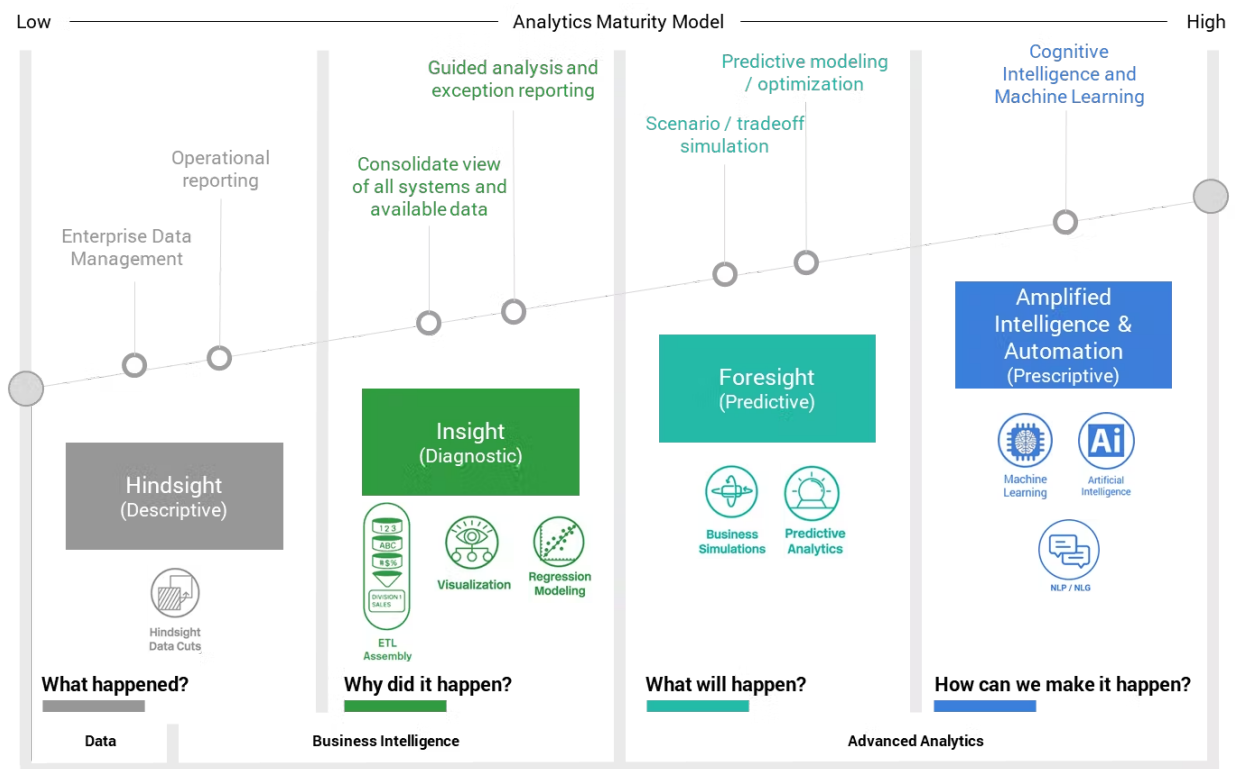 Low
Analytics Maturity Model
High
Enterprise Data
Management
Operational
reporting
Hindsight
(Descriptive)
Hindsight
Data Cuts
What happened?
Consolidate view
of all systems and
available data
Guided analysis and
exception reporting
Insight
(Diagnostic)
1 2 3
ABC
#$%
DIVISION 1
SALES
ETL
Assembly
Visualization
Regression
Modeling
Why did it happen?
Scenario / tradeoff
simulation
Predictive modeling
/ optimization
Foresight
(Predictive)
Business
Simulations
Predictive
Analytics
What will happen?
Cognitive
Intelligence and
Machine Learning
Amplified
Intelligence &
Automation
(Prescriptive)
Machine
Learning
Ai
Artificial
Intelligence
NLP / NLG
How can we make it happen?
Data
Business Intelligence
Advanced Analytics